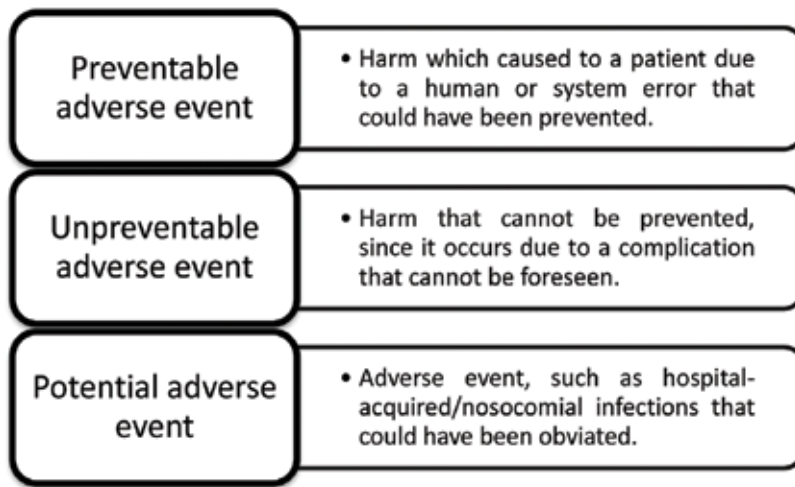 Preventable
adverse event
• Harm which caused to a patient due
to a human or system error that
could have been prevented.
Unpreventable
adverse event
• Harm that cannot be prevented,
since it occurs due to a complication
that cannot be foreseen.
Potential adverse
event
• Adverse event, such as hospital-
acquired/nosocomial infections that
could have been obviated.